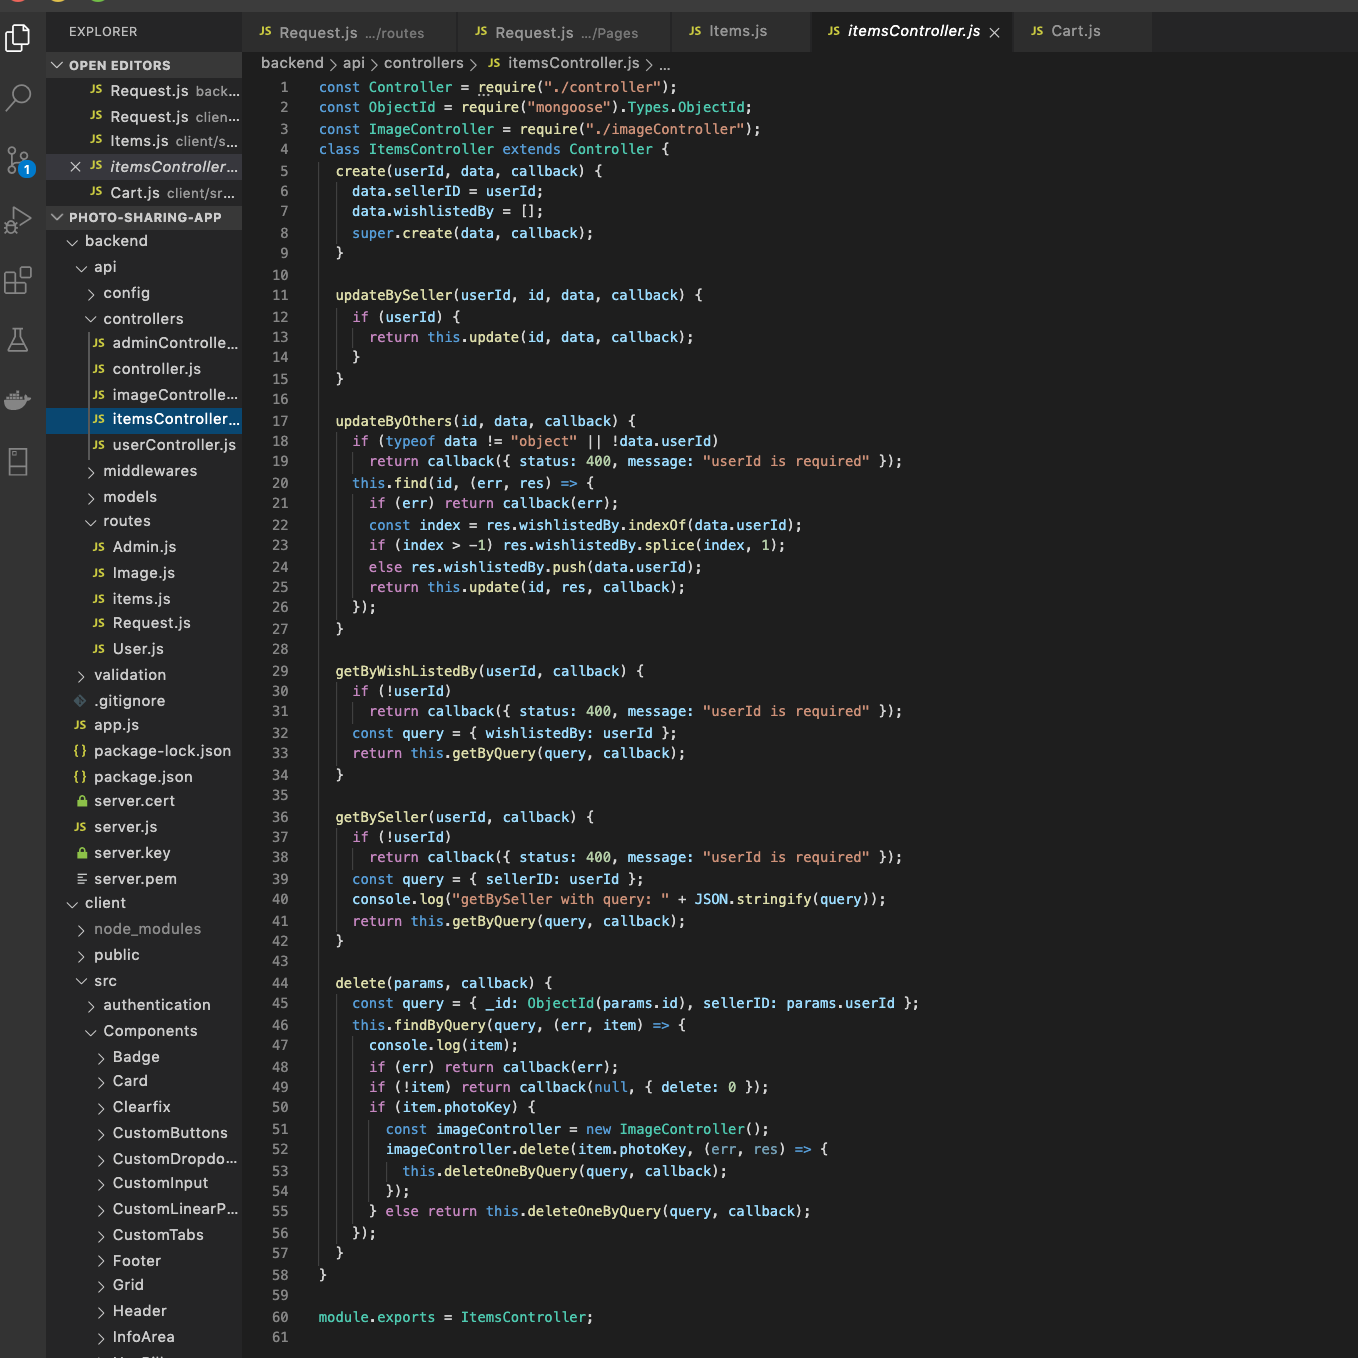 EXPLORER
OPEN EDITORS
JS Request.js back...
JS Request.js clien...
JS Items.js client/s...
JS itemsController...
JS Cart.js client/sr...
PHOTO-SHARING-APP
backend
api
config
controllers
JS adminControlle...
JS controller.js
JS imageControlle...
JS itemsController...
JS userController.js
middlewares
models
routes
JS Admin.js
JS Image.js
JS items.js
JS Request.js
JS User.js
validation
.gitignore
JS app.js
{} package-lock.json
{} package.json
server.cert
JS server.js
server.key
server.pem
client
node_modules
public
src
authentication
Components
Badge
Card
Clearfix
CustomButtons
CustomDropdo...
CustomInput
CustomLinearP...
CustomTabs
Footer
Grid
Header
InfoArea
1
JS Request.js .../routes JS Request.js .../Pages JS Items.js JS itemsController.js JS Cart.js
backend > api > controllers > JS itemsController.js > ...
1 const Controller = require("./controller");
2 const ObjectId = require("mongoose").Types.ObjectId;
3 const ImageController = require("./imageController");
4 class ItemsController extends Controller {
5 create(userId, data, callback) {
6 data.sellerID = userId;
7 data.wishlistedBy = [];
8 super.create(data, callback);
9 }
10
11 updateBySeller(userId, id, data, callback) {
12 if (userId) {
13 return this.update(id, data, callback);
14 }
15 }
16
17 updateByOthers(id, data, callback) {
18 if (typeof data != "object" || !data.userId)
19 return callback({ status: 400, message: "userId is required" });
20 this.find(id, (err, res) => {
21 if (err) return callback(err);
22 const index = res.wishlistedBy.indexOf(data.userId);
23 if (index > -1) res.wishlistedBy.splice(index, 1);
24 else res.wishlistedBy.push(data.userId);
25 return this.update(id, res, callback);
26 });
27 }
28
29 getByWishListedBy(userId, callback) {
30 if (!userId)
31 return callback({ status: 400, message: "userId is required" });
32 const query = { wishlistedBy: userId };
33 return this.getByQuery(query, callback);
34 }
35
36 getBySeller(userId, callback) {
37 if (!userId)
38 return callback({ status: 400, message: "userId is required" });
39 const query = { sellerID: userId };
40 console.log("getBySeller with query: " + JSON.stringify(query));
41 return this.getByQuery(query, callback);
42 }
43
44 delete(params, callback) {
45 const query = { _id: ObjectId(params.id), sellerID: params.userId };
46 this.findByQuery(query, (err, item) => {
47 console.log(item);
48 if (err) return callback(err);
49 if (!item) return callback(null, { delete: 0 });
50 if (item.photoKey) {
51 const imageController = new ImageController();
52 imageController.delete(item.photoKey, (err, res) => {
53 this.deleteOneByQuery(query, callback);
54 });
55 } else return this.deleteOneByQuery(query, callback);
56 });
57 }
58 }
59
60 module.exports = ItemsController;
61